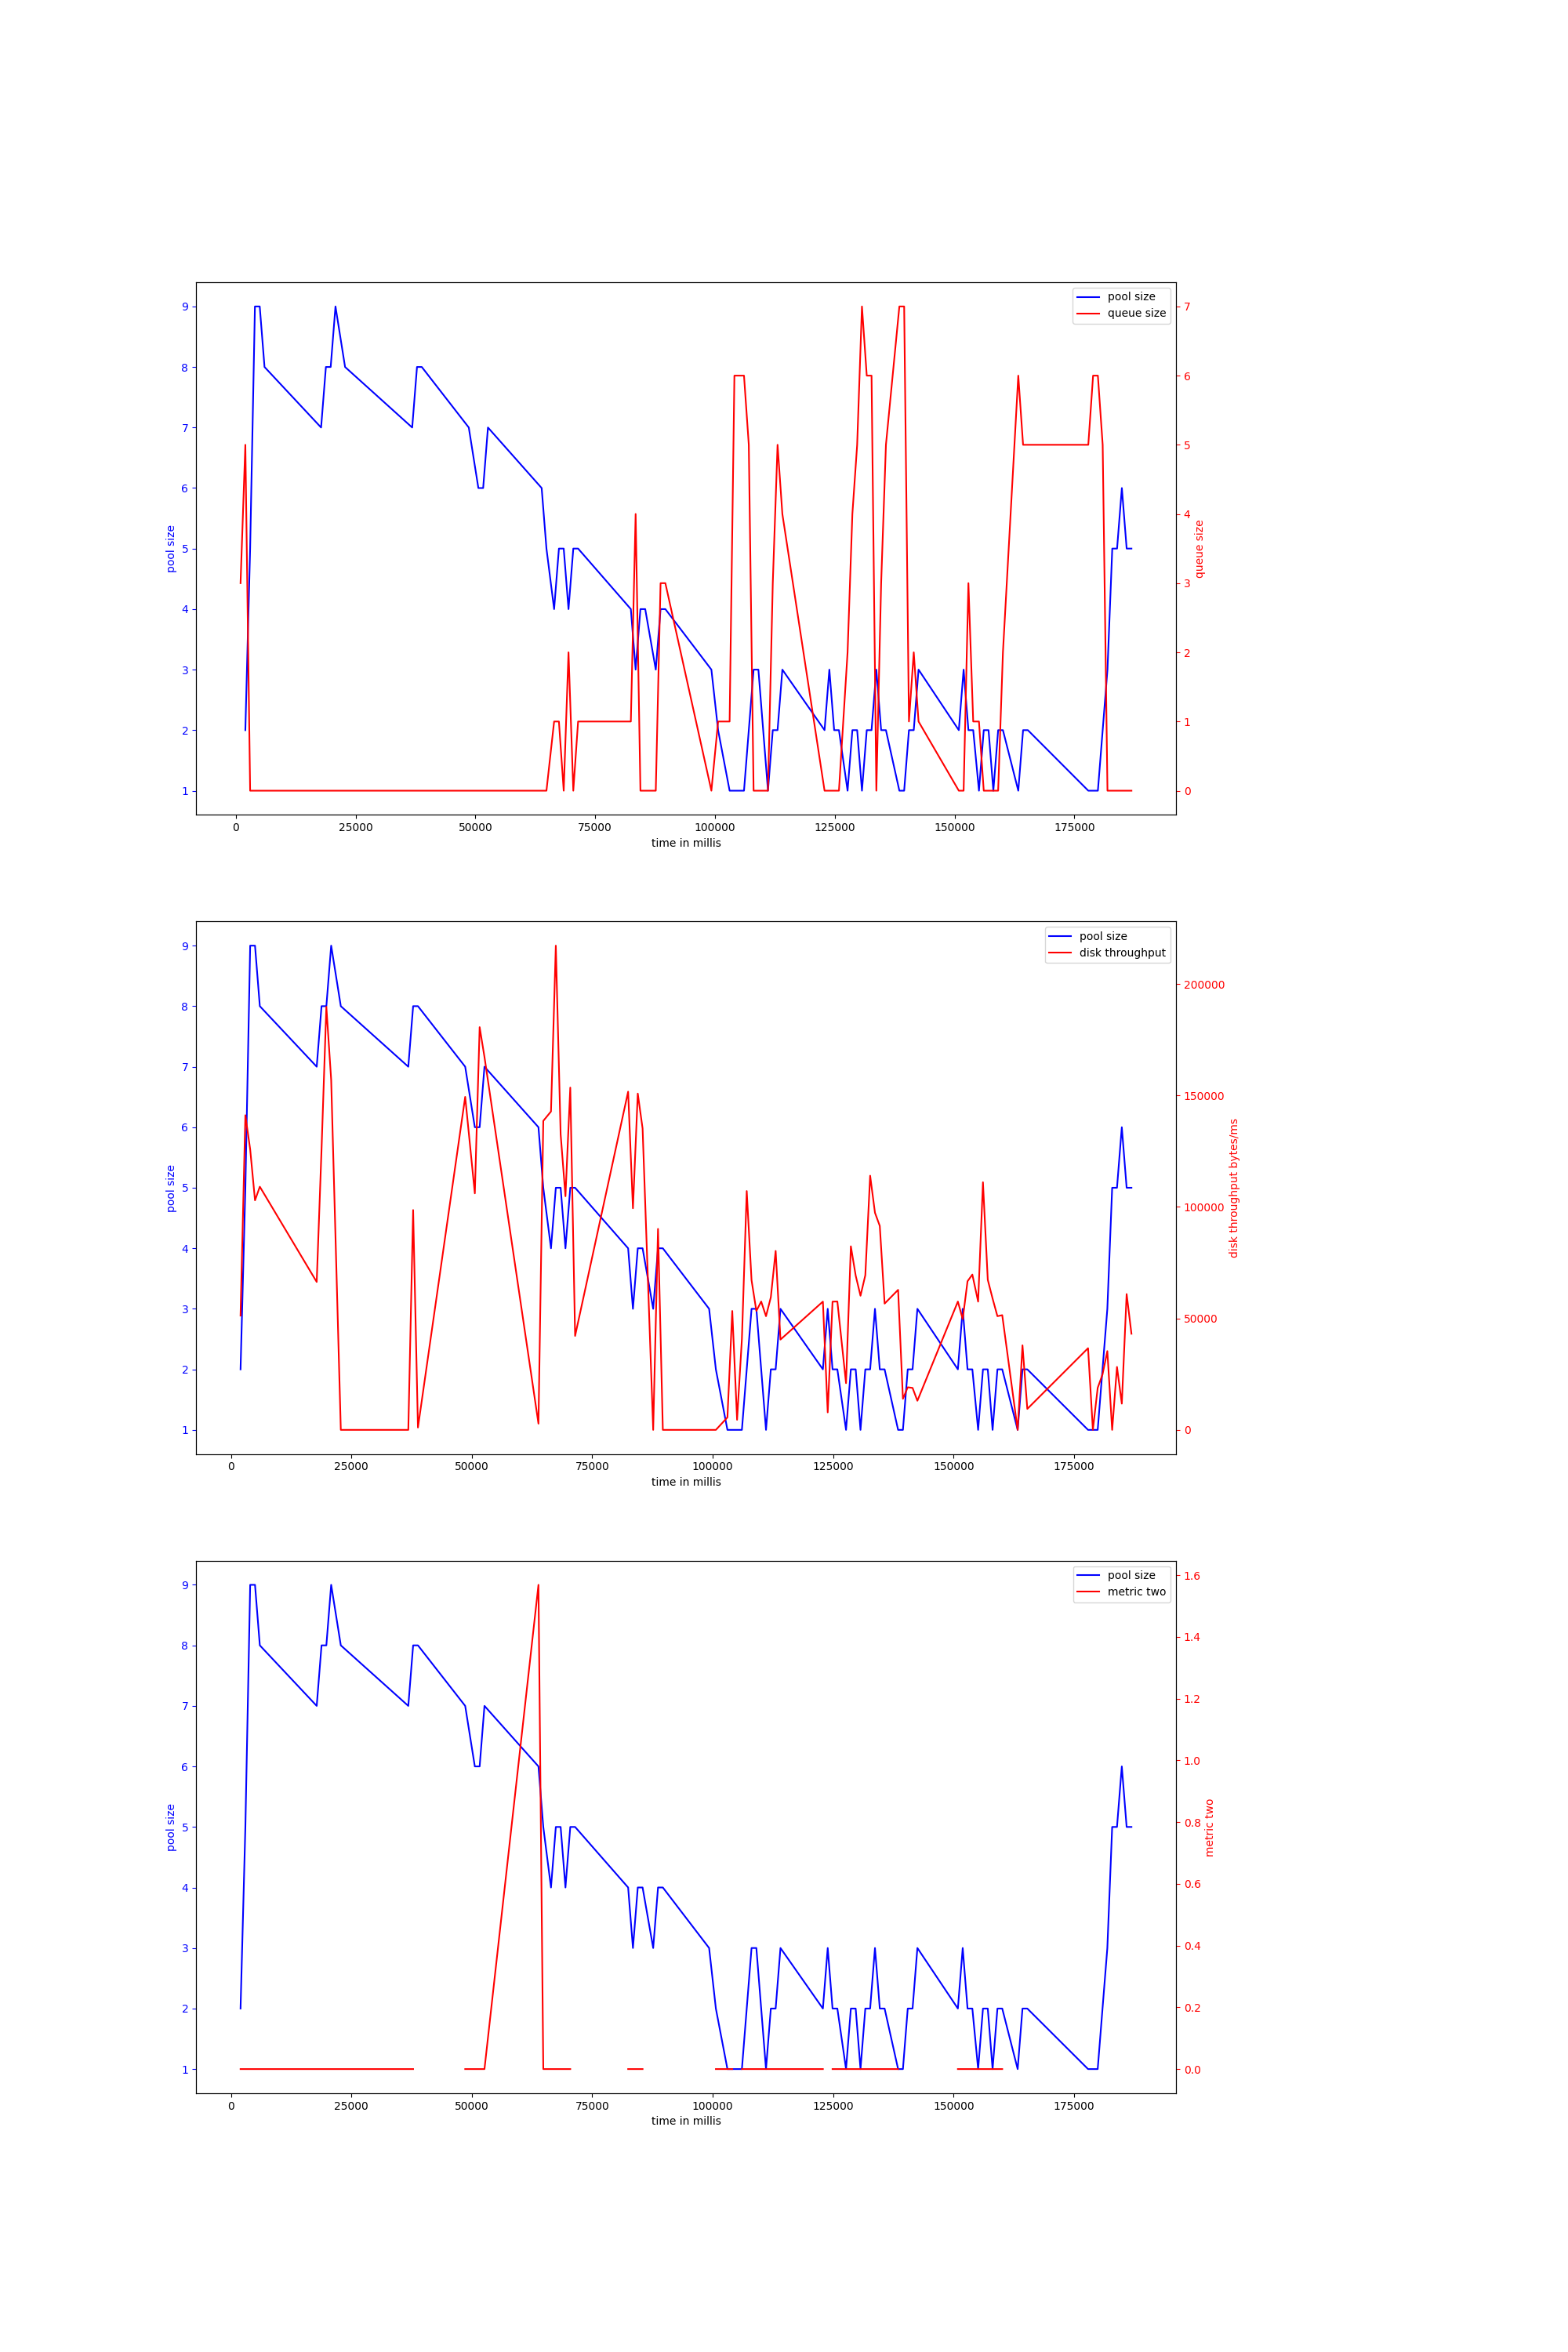 pool size
queue size
9
8
7
6
5
4
3
2
1
pool size
7
6
5
4
3
2
1
0
queue size
0 25000 50000 75000 100000 125000 150000 175000
time in millis
pool size
disk throughput
9
8
7
6
5
4
3
2
1
pool size
200000
150000
100000
50000
0
disk throughput bytes/ms
0 25000 50000 75000 100000 125000 150000 175000
time in millis
pool size
metric two
9
8
7
6
5
4
3
2
1
pool size
1.6
1.4
1.2
1.0
0.8
0.6
0.4
0.2
0.0
metric two
0 25000 50000 75000 100000 125000 150000 175000
time in millis